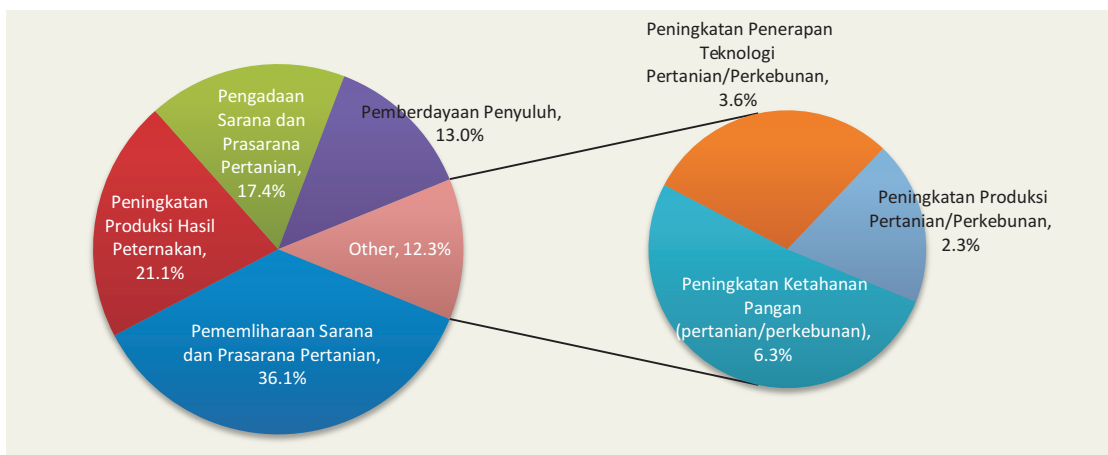 Pengadaan
Sarana dan
Prasarana
Pertanian,
17.4%
Pemberdayaan Penyuluh,
13.0%
Peningkatan
Produksi Hasil
Peternakan,
21.1%
Other, 12.3%
Pememliharaan Sarana
dan Prasarana Pertanian,
36.1%
Peningkatan Penerapan
Teknologi
Pertanian/Perkebunan,
3.6%
Peningkatan Produksi
Pertanian/Perkebunan,
2.3%
Peningkatan Ketahanan
Pangan
(pertanian/perkebunan),
6.3%